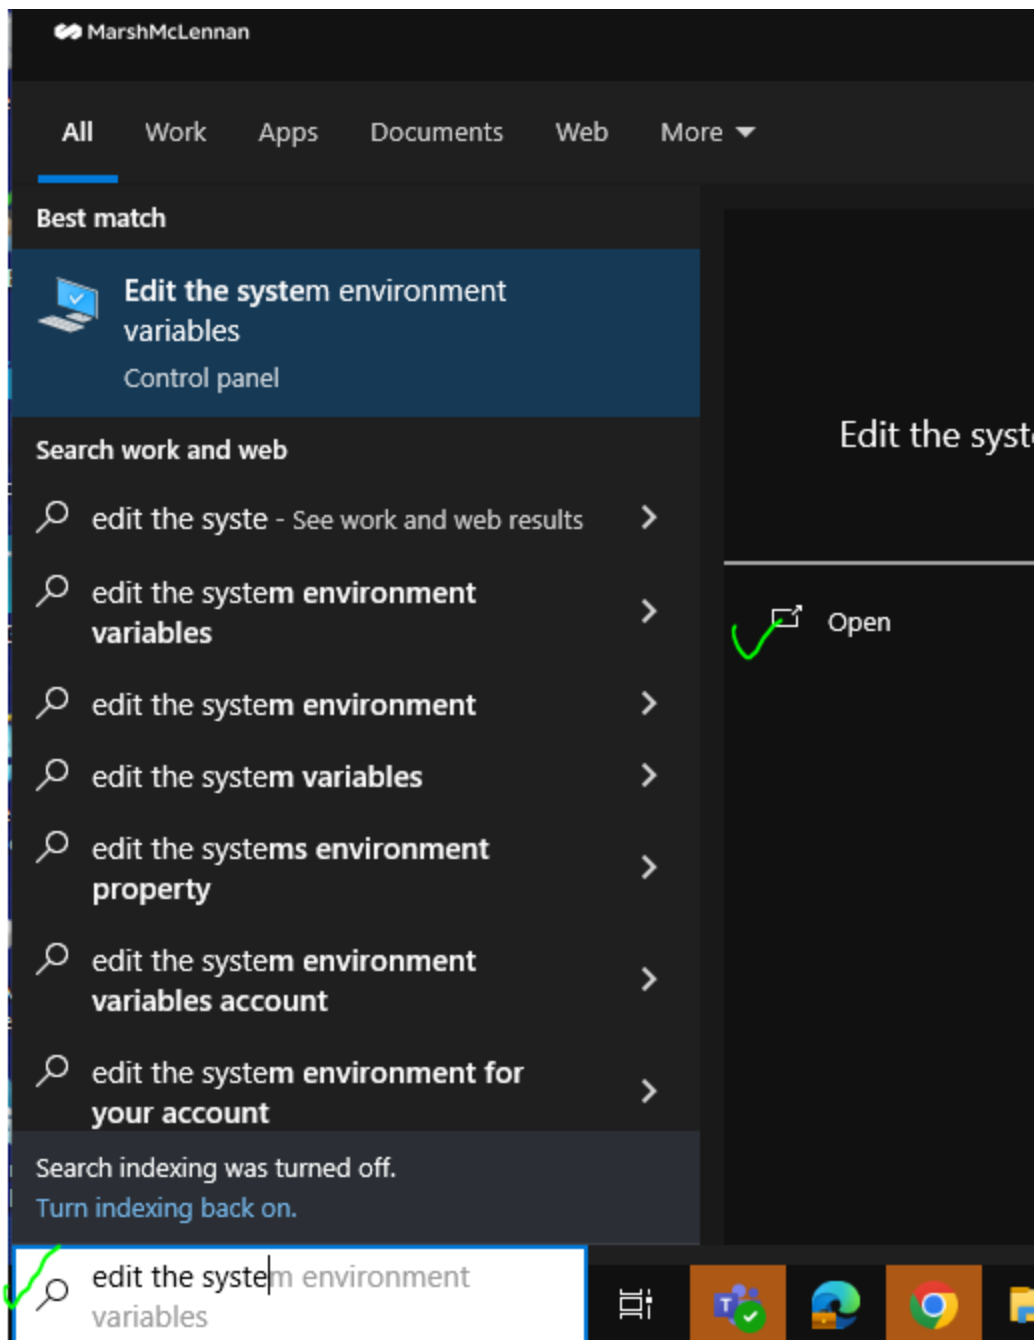 MarshMcLennan
All Work Apps Documents Web More
Best match
Edit the system environment
variables
Control panel
Search work and web
edit the syste - See work and web results
edit the system environment
variables
edit the system environment
edit the system variables
edit the systems environment
property
edit the system environment
variables account
edit the system environment for
your account
Search indexing was turned off.
Turn indexing back on.
edit the system environment
variables
Edit the syste
Open